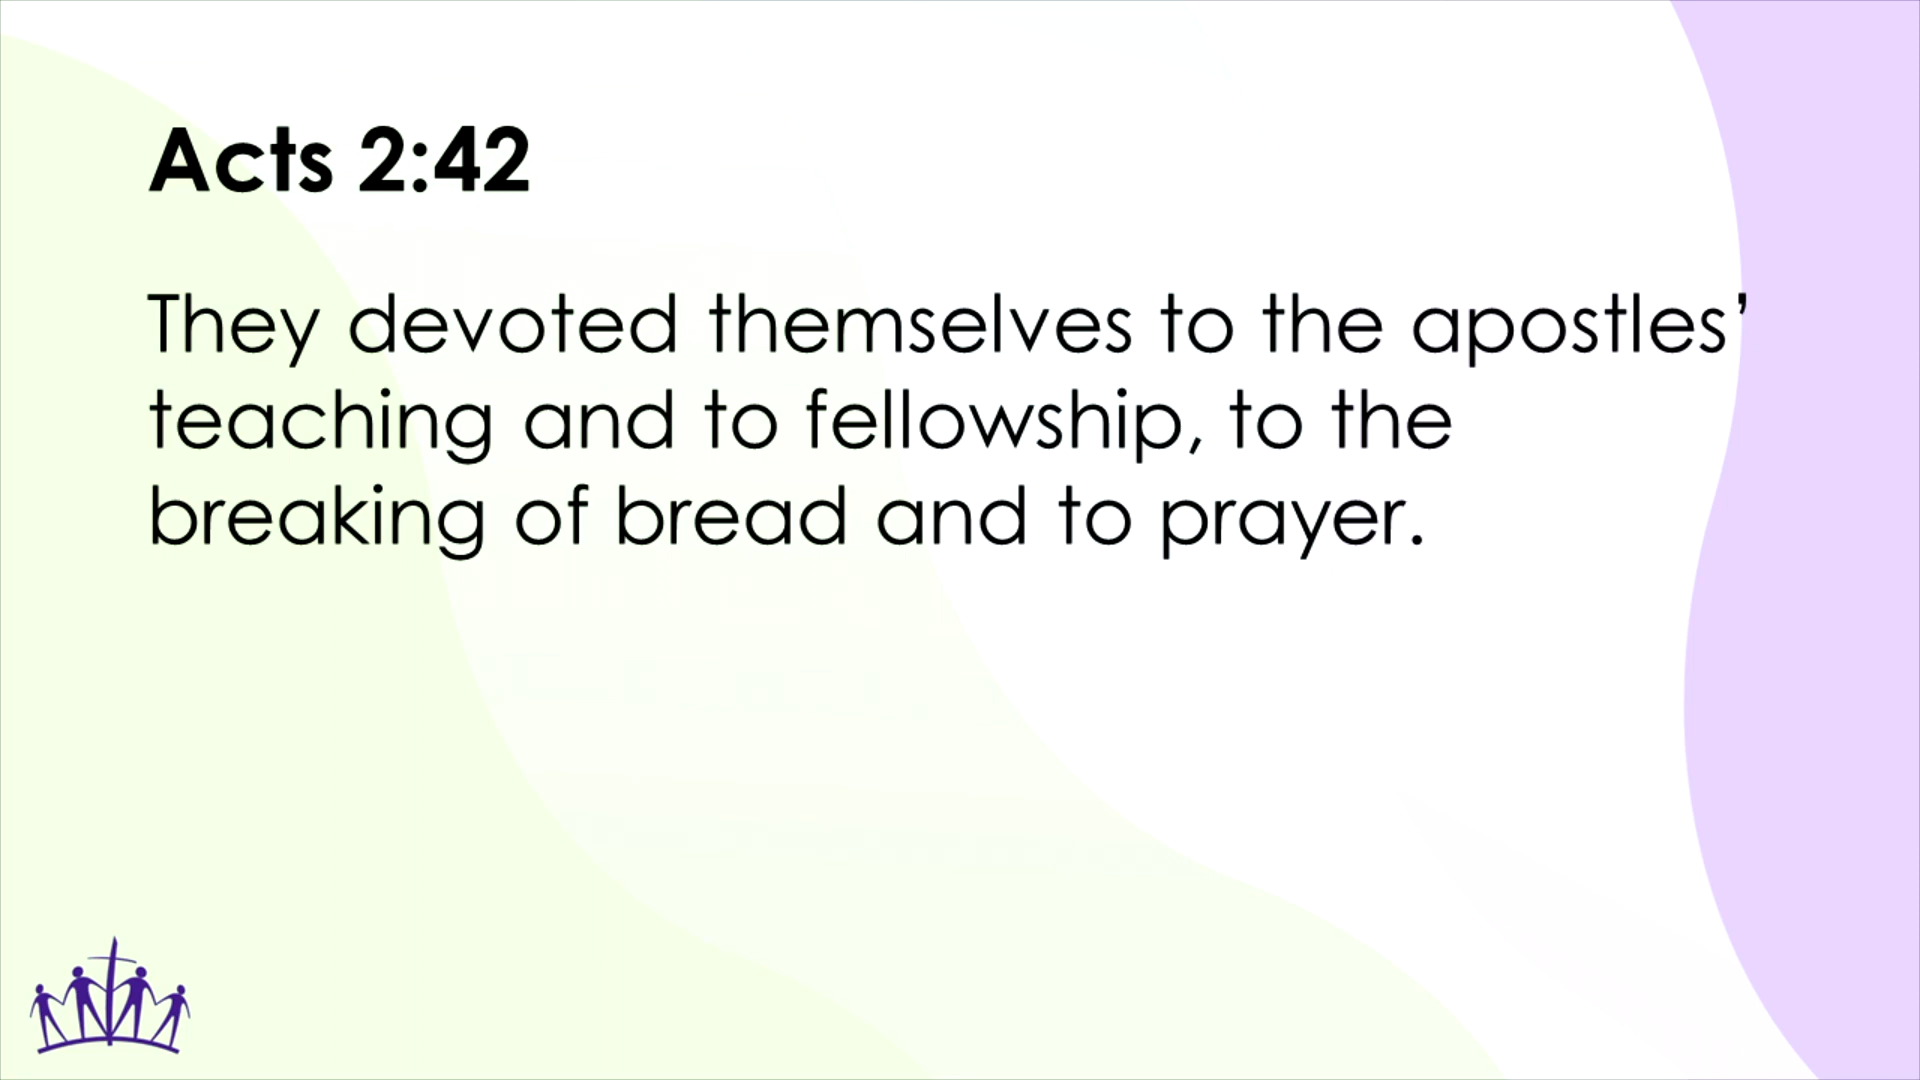 Acts 2:42
They devoted themselves to the apostles’
teaching and to fellowship, to the
breaking of bread and to prayer.